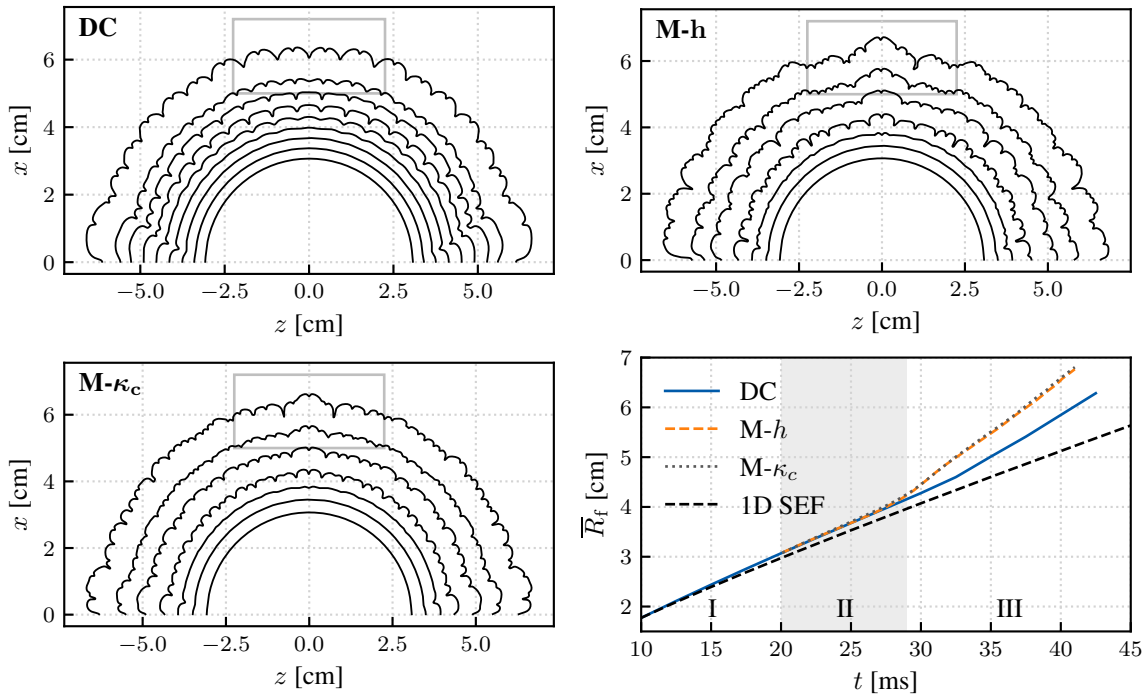 DC
x [cm]
6
4
2
0
−5.0 −2.5 0.0 2.5 5.0
z [cm]
M-h
x [cm]
6
4
2
0
−5.0 −2.5 0.0 2.5 5.0
z [cm]
M-κc
x [cm]
6
4
2
0
−5.0 −2.5 0.0 2.5 5.0
z [cm]
R̅f [cm]
7
6
5
4
3
2
DC
M-h
M-κc
1D SEF
I II III
10 15 20 25 30 35 40 45
t [ms]